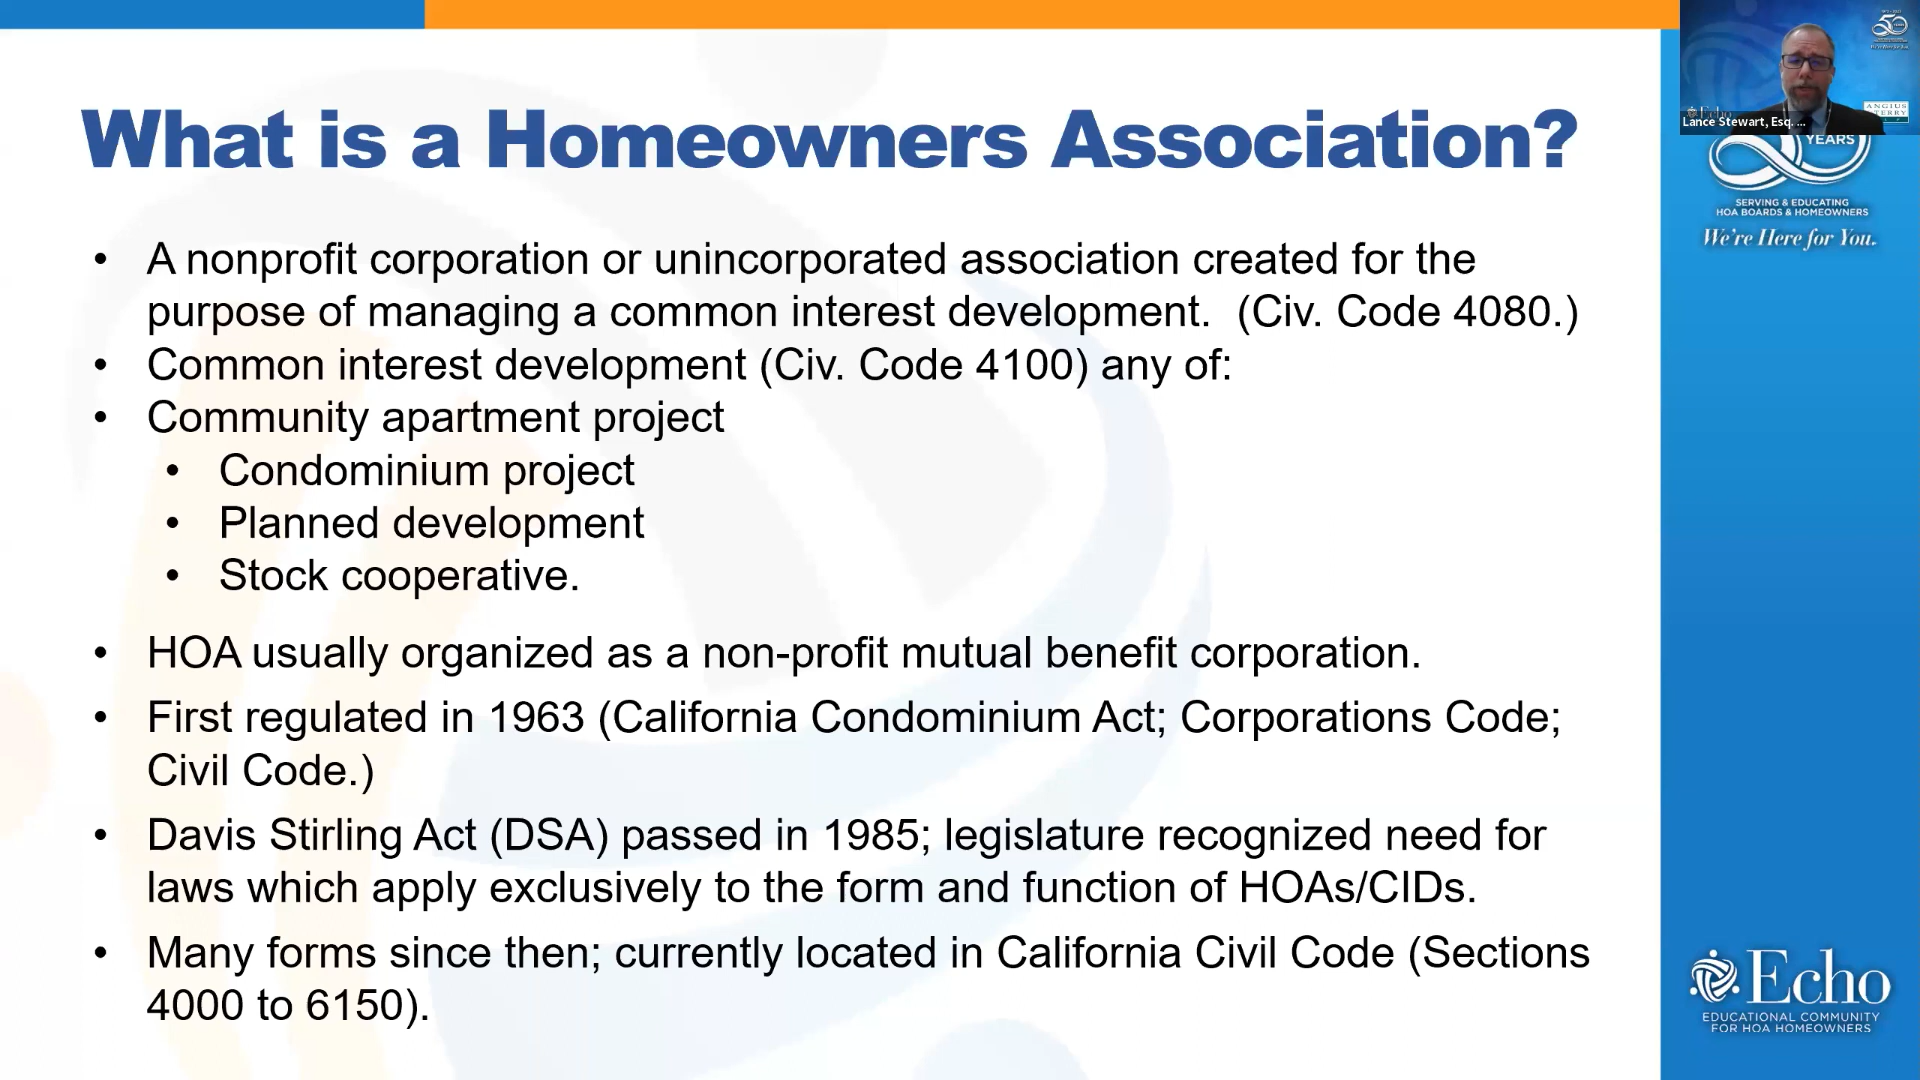 What is a Homeowners Association?
• A nonprofit corporation or unincorporated association created for the
purpose of managing a common interest development.  (Civ. Code 4080.)
• Common interest development (Civ. Code 4100) any of:
• Community apartment project
• Condominium project
• Planned development
• Stock cooperative.
• HOA usually organized as a non-profit mutual benefit corporation.
• First regulated in 1963 (California Condominium Act; Corporations Code;
Civil Code.)
• Davis Stirling Act (DSA) passed in 1985; legislature recognized need for
laws which apply exclusively to the form and function of HOAs/CIDs.
• Many forms since then; currently located in California Civil Code (Sections
4000 to 6150).
50
Echo
ANGIUS
TERRY
Lance Stewart, Esq. ...
YEARS
SERVING & EDUCATING
HOA BOARDS & HOMEOWNERS
We're Here for You.
Echo
EDUCATIONAL COMMUNITY
FOR HOA HOMEOWNERS